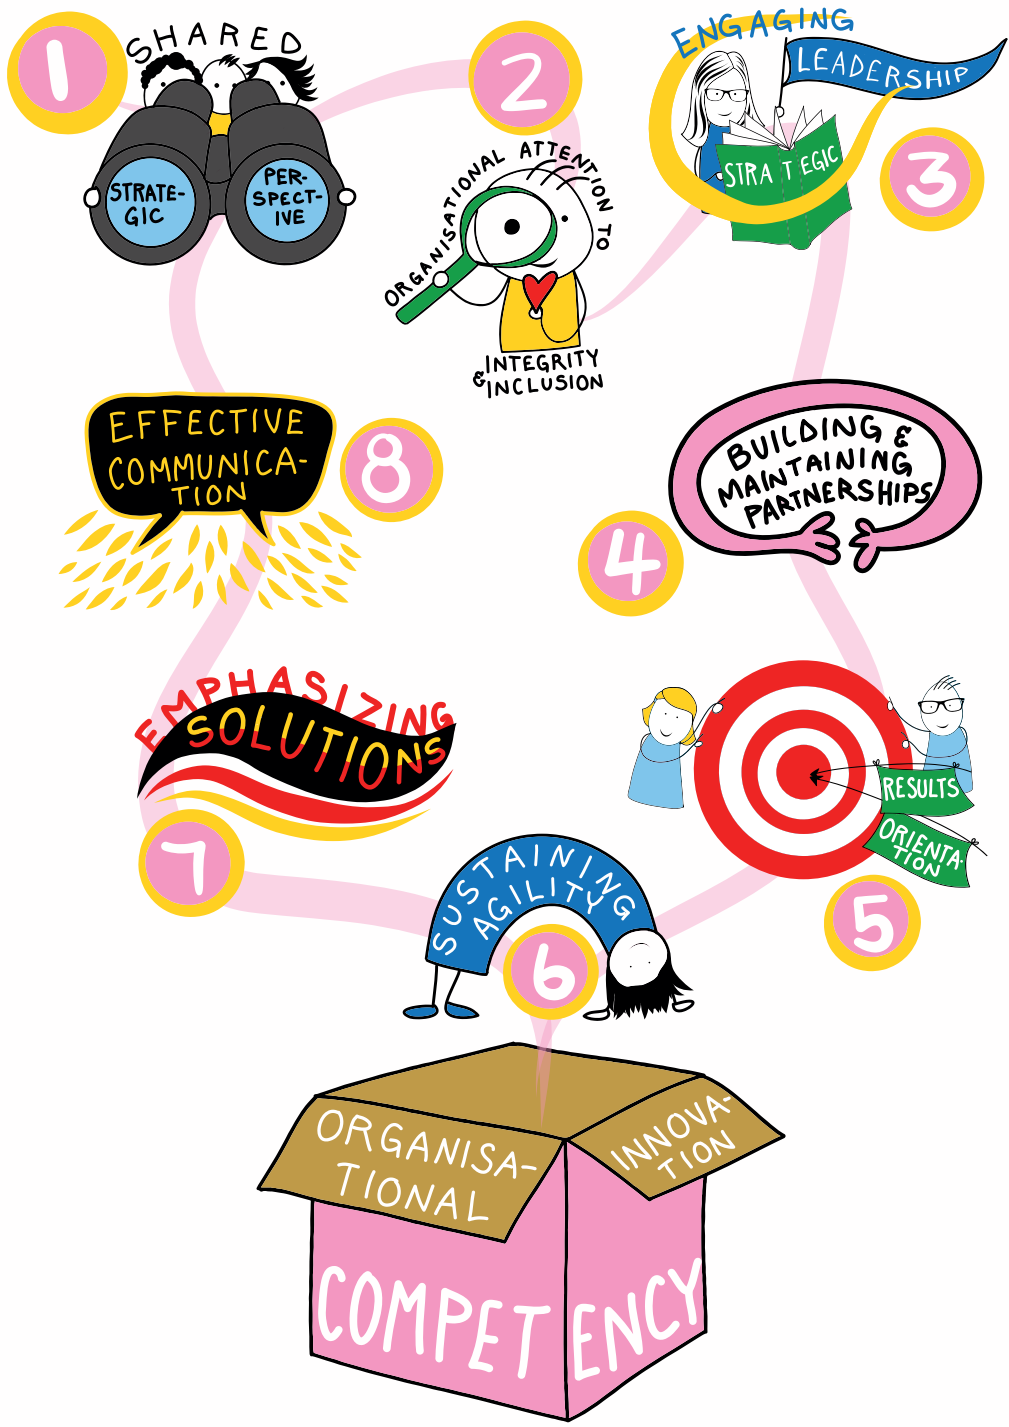 1
SHARED
STRATE-
GIC
PER-
SPECT-
IVE
2
ORGANISATIONAL ATTENTION TO
INTEGRITY
& INCLUSION
ENGAGING
LEADERSHIP
STRATEGIC
3
BUILDING &
MAINTAINING
PARTNERSHIPS
4
RESULTS
ORIENTA-
TION
5
SUSTAINING
AGILITY
6
EMPHASIZING
SOLUTIONS
7
EFFECTIVE
COMMUNICA-
TION
8
ORGANISA-
TIONAL
INNOVA-
TION
COMPETENCY